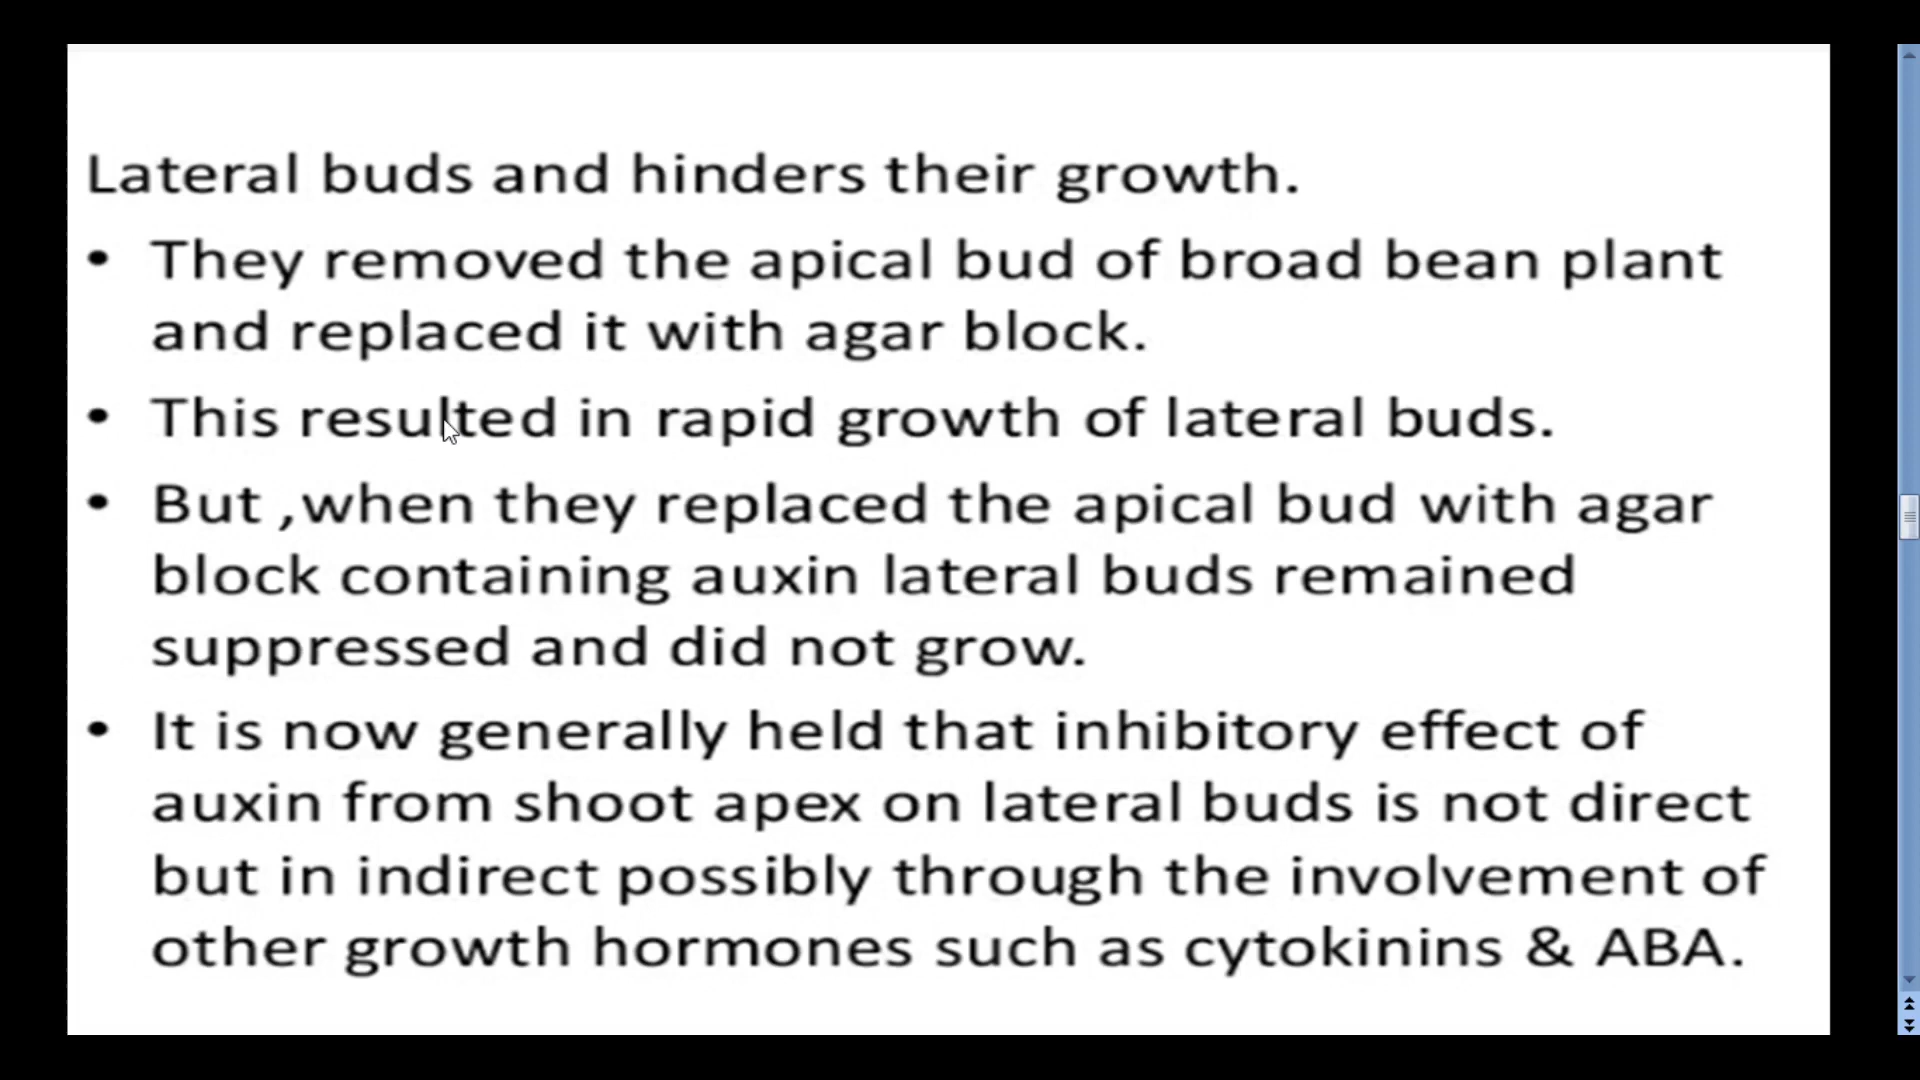 Lateral buds and hinders their growth.
• They removed the apical bud of broad bean plant
and replaced it with agar block.
• This resulted in rapid growth of lateral buds.
• But ,when they replaced the apical bud with agar
block containing auxin lateral buds remained
suppressed and did not grow.
• It is now generally held that inhibitory effect of
auxin from shoot apex on lateral buds is not direct
but in indirect possibly through the involvement of
other growth hormones such as cytokinins & ABA.